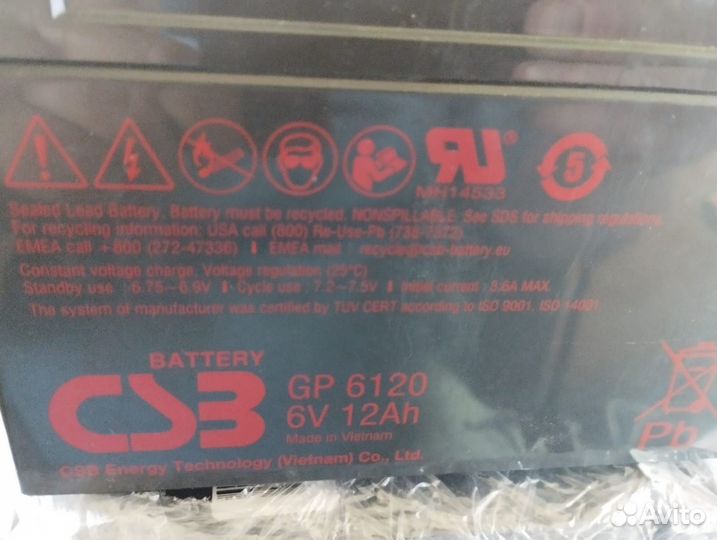 RU ®
MH14533
5
Sealed Lead Battery. Battery must be recycled. NONSPILLABLE. See SDS for shipping regulations.
For recycling information: USA call (800) Re-Use-Pb (738-7372)
EMEA call +800 (272-47336) EMEA mail : recycle@csb-battery.eu
Constant voltage charge. Voltage regulation (25°C)
Standby use : 6.75~6.9V Cycle use : 7.2~7.5V Initial current : 3.6A MAX.
The system of manufacturer was certified by TUV CERT according to ISO 9001, ISO 14001
BATTERY
CSB
GP 6120
6V 12Ah
Made in Vietnam
CSB Energy Technology (Vietnam) Co., Ltd.
Pb
Avito